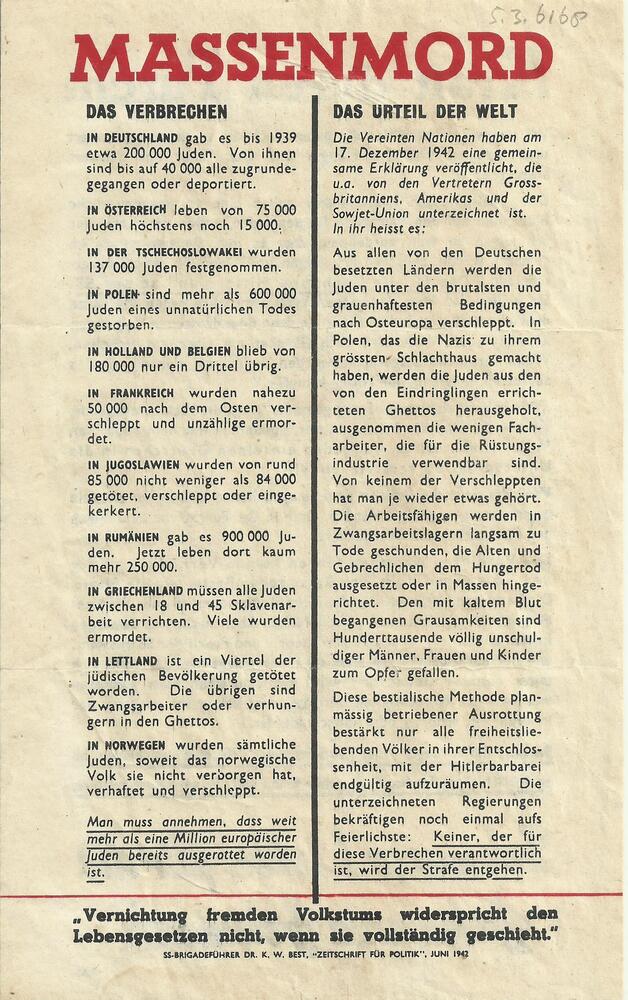 5.3.6160
MASSENMORD
DAS VERBRECHEN
IN DEUTSCHLAND gab es bis 1939
etwa 200 000 Juden. Von ihnen
sind bis auf 40 000 alle zugrunde-
gegangen oder deportiert.
IN ÖSTERREICH leben von 75 000
Juden höchstens noch 15 000.
IN DER TSCHECHOSLOWAKEI wurden
137 000 Juden festgenommen.
IN POLEN sind mehr als 600 000
Juden eines unnatürlichen Todes
gestorben.
IN HOLLAND UND BELGIEN blieb von
180 000 nur ein Drittel übrig.
IN FRANKREICH wurden nahezu
50 000 nach dem Osten ver-
schleppt und unzählige ermor-
det.
IN JUGOSLAWIEN wurden von rund
85 000 nicht weniger als 84 000
getötet, verschleppt oder einge-
kerkert.
IN RUMÄNIEN gab es 900 000 Ju-
den. Jetzt leben dort kaum
mehr 250 000.
IN GRIECHENLAND müssen alle Juden
zwischen 18 und 45 Sklavenar-
beit verrichten. Viele wurden
ermordet.
IN LETTLAND ist ein Viertel der
jüdischen Bevölkerung getötet
worden. Die übrigen sind
Zwangsarbeiter oder verhun-
gern in den Ghettos.
IN NORWEGEN wurden sämtliche
Juden, soweit das norwegische
Volk sie nicht verborgen hat,
verhaftet und verschleppt.
Man muss annehmen, dass weit
mehr als eine Million europäischer
Juden bereits ausgerottet worden
ist.
DAS URTEIL DER WELT
Die Vereinten Nationen haben am
17. Dezember 1942 eine gemein-
same Erklärung veröffentlicht, die
u.a. von den Vertretern Gross-
britanniens, Amerikas und der
Sowjet-Union unterzeichnet ist.
In ihr heisst es:
Aus allen von den Deutschen
besetzten Ländern werden die
Juden unter den brutalsten und
grauenhaftesten Bedingungen
nach Osteuropa verschleppt. In
Polen, das die Nazis zu ihrem
grössten Schlachthaus gemacht
haben, werden die Juden aus den
von den Eindringlingen errich-
teten Ghettos herausgeholt,
ausgenommen die wenigen Fach-
arbeiter, die für die Rüstungs-
industrie verwendbar sind.
Von keinem der Verschleppten
hat man je wieder etwas gehört.
Die Arbeitsfähigen werden in
Zwangsarbeitslagern langsam zu
Tode geschunden, die Alten und
Gebrechlichen dem Hungertod
ausgesetzt oder in Massen hinge-
richtet. Den mit kaltem Blut
begangenen Grausamkeiten sind
Hunderttausende völlig unschul-
diger Männer, Frauen und Kinder
zum Opfer gefallen.
Diese bestialische Methode plan-
mässig betriebener Ausrottung
bestärkt nur alle freiheitslie-
benden Völker in ihrer Entschlos-
senheit, mit der Hitlerbarbarei
endgültig aufzuräumen. Die
unterzeichneten Regierungen
bekräftigen noch einmal aufs
Feierlichste: Keiner, der für
diese Verbrechen verantwortlich
ist, wird der Strafe entgehen.
„Vernichtung fremden Volkstums widerspricht den
Lebensgesetzen nicht, wenn sie vollständig geschieht."
SS-BRIGADEFÜHRER DR. K. W. BEST, "ZEITSCHRIFT FÜR POLITIK", JUNI 1942